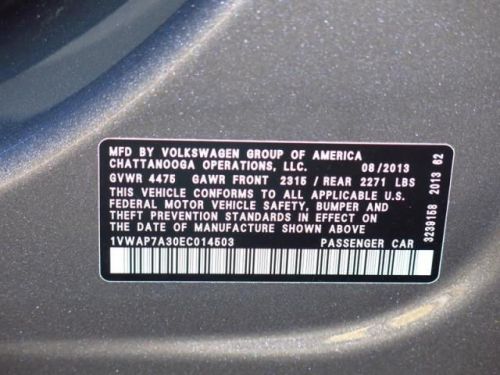 MFD BY VOLKSWAGEN GROUP OF AMERICA
CHATTANOOGA OPERATIONS, LLC. 08/2013
GVWR 4475 GAWR FRONT 2315 / REAR 2271 LBS
THIS VEHICLE CONFORMS TO ALL APPLICABLE U.S.
FEDERAL MOTOR VEHICLE SAFETY, BUMPER AND
THEFT PREVENTION STANDARDS IN EFFECT ON
THE DATE OF MANUFACTURE SHOWN ABOVE
1VWAP7A30EC014503 PASSENGER CAR
3239158 2013 62